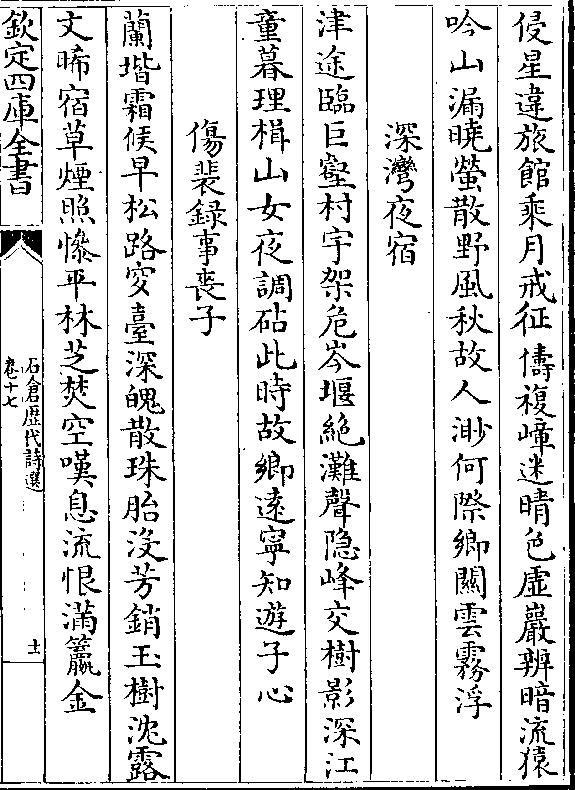 侵星違旅館乘月戒征儔複嶂迷晴色虛巖辨暗流猿
吟山漏曉螢散野風秋故人渺何際鄉關雲霧浮
深灣夜宿
津途臨巨壑村宇架危岑堰絶灘聲隐峰交樹影深江
童暮理楫山女夜調砧此時故鄉遠寜知遊子心
傷裴録事喪子
蘭堦霜候早松路穸臺深魄散珠胎沒芳銷玉樹沈露
文晞宿草煙照慘平林芝焚空嘆息流恨滿籯金
欽定四庫全書
石倉歴代詩選
卷十七
十一